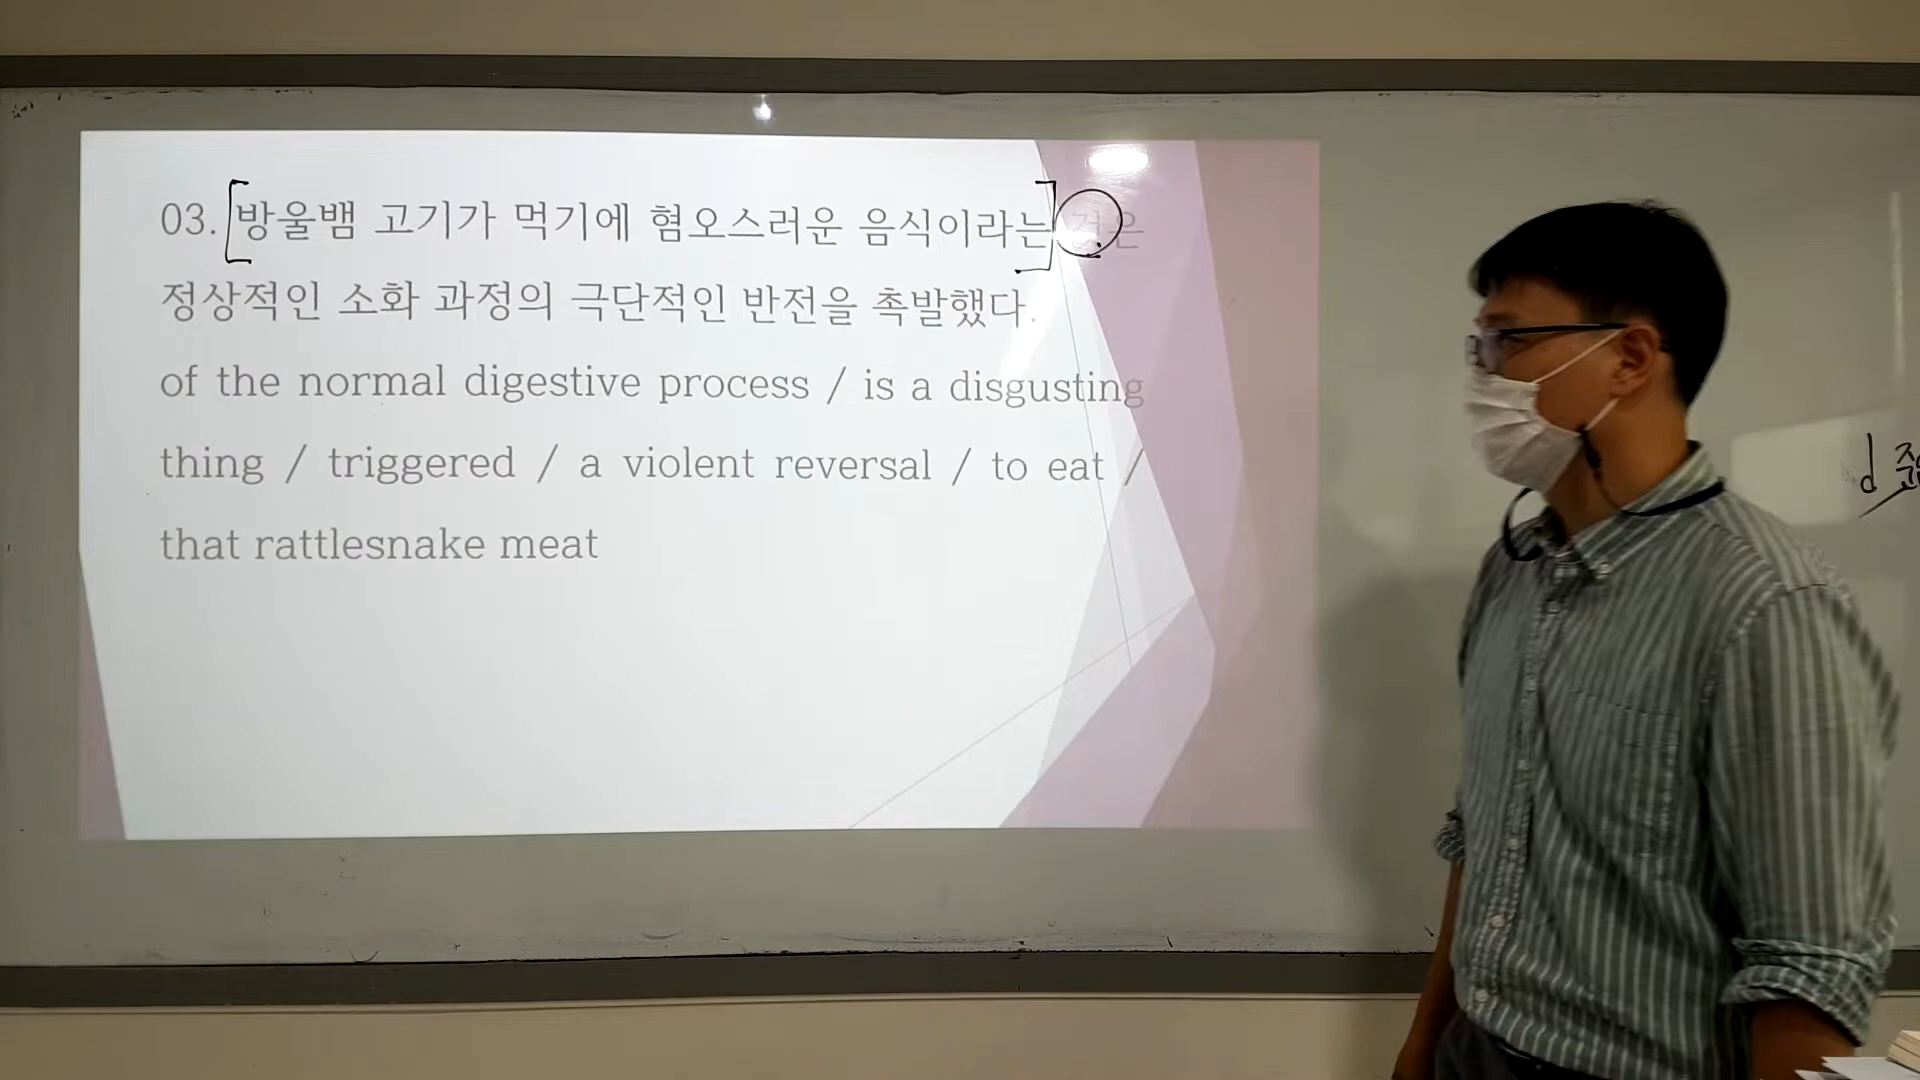 03. 방울뱀 고기가 먹기에 혐오스러운 음식이라는 것은
정상적인 소화 과정의 극단적인 반전을 촉발했다.
of the normal digestive process / is a disgusting
thing / triggered / a violent reversal / to eat /
that rattlesnake meat
d